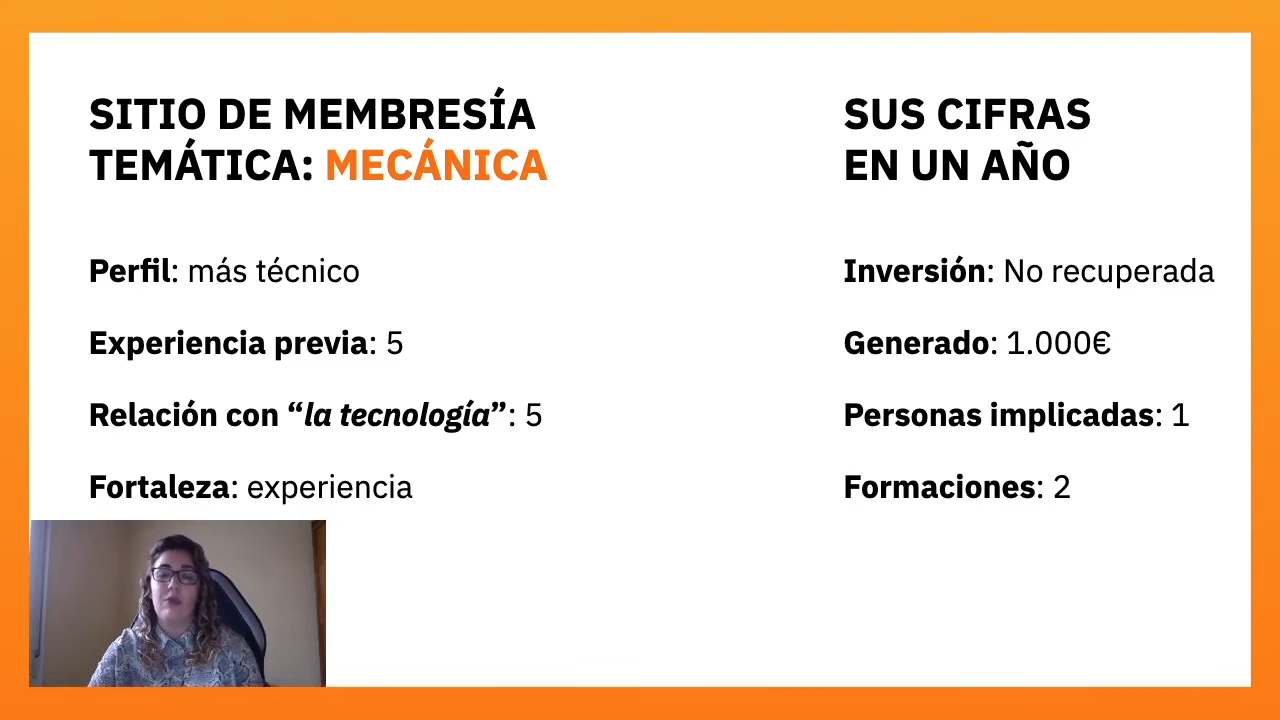 SITIO DE MEMBRESÍA
TEMÁTICA: MECÁNICA
Perfil: más técnico
Experiencia previa: 5
Relación con “la tecnología”: 5
Fortaleza: experiencia
SUS CIFRAS
EN UN AÑO
Inversión: No recuperada
Generado: 1.000€
Personas implicadas: 1
Formaciones: 2